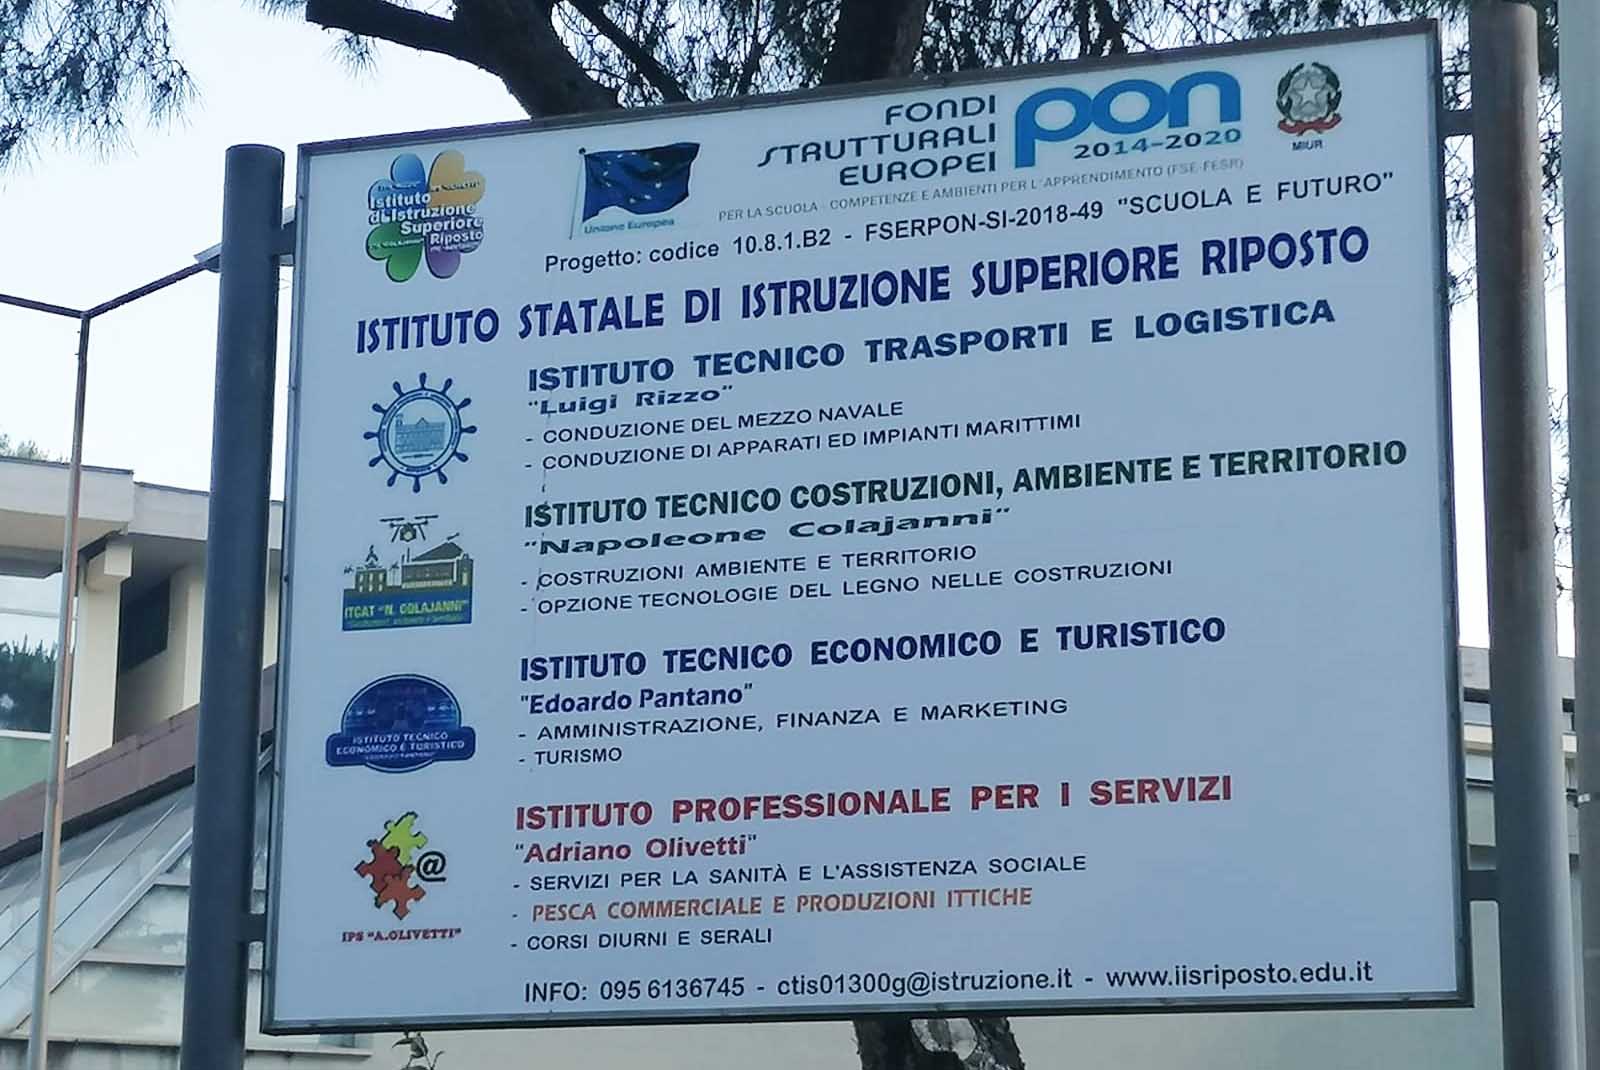 Istituto
di Istruzione
Superiore
Riposto
Unione Europea
FONDI
STRUTTURALI
EUROPEI
pon
2014-2020
MIUR
PER LA SCUOLA - COMPETENZE E AMBIENTI PER L'APPRENDIMENTO (FSE-FESR)
Progetto: codice 10.8.1.B2 - FSERPON-SI-2018-49 "SCUOLA E FUTURO"
ISTITUTO STATALE DI ISTRUZIONE SUPERIORE RIPOSTO
ISTITUTO TECNICO TRASPORTI E LOGISTICA
"Luigi Rizzo"
- CONDUZIONE DEL MEZZO NAVALE
- CONDUZIONE DI APPARATI ED IMPIANTI MARITTIMI
ISTITUTO TECNICO COSTRUZIONI, AMBIENTE E TERRITORIO
"Napoleone Colajanni"
- COSTRUZIONI AMBIENTE E TERRITORIO
- OPZIONE TECNOLOGIE DEL LEGNO NELLE COSTRUZIONI
ITCAT "N. COLAJANNI"
ISTITUTO TECNICO ECONOMICO E TURISTICO
"Edoardo Pantano"
- AMMINISTRAZIONE, FINANZA E MARKETING
- TURISMO
ISTITUTO TECNICO
ECONOMICO E TURISTICO
ISTITUTO PROFESSIONALE PER I SERVIZI
"Adriano Olivetti"
- SERVIZI PER LA SANITÀ E L'ASSISTENZA SOCIALE
- PESCA COMMERCIALE E PRODUZIONI ITTICHE
- CORSI DIURNI E SERALI
@
IPS "A.OLIVETTI"
INFO: 095 6136745 - ctis01300g@istruzione.it - www.iisriposto.edu.it